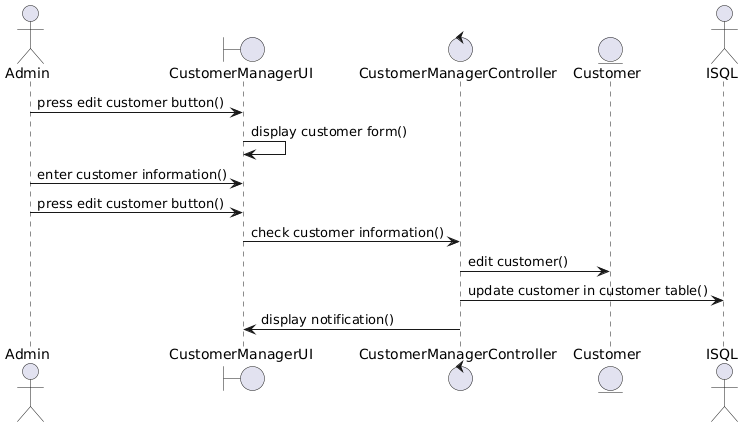 Admin
CustomerManagerUI
CustomerManagerController
Customer
ISQL
press edit customer button()
display customer form()
enter customer information()
press edit customer button()
check customer information()
edit customer()
update customer in customer table()
display notification()
Admin
CustomerManagerUI
CustomerManagerController
Customer
ISQL